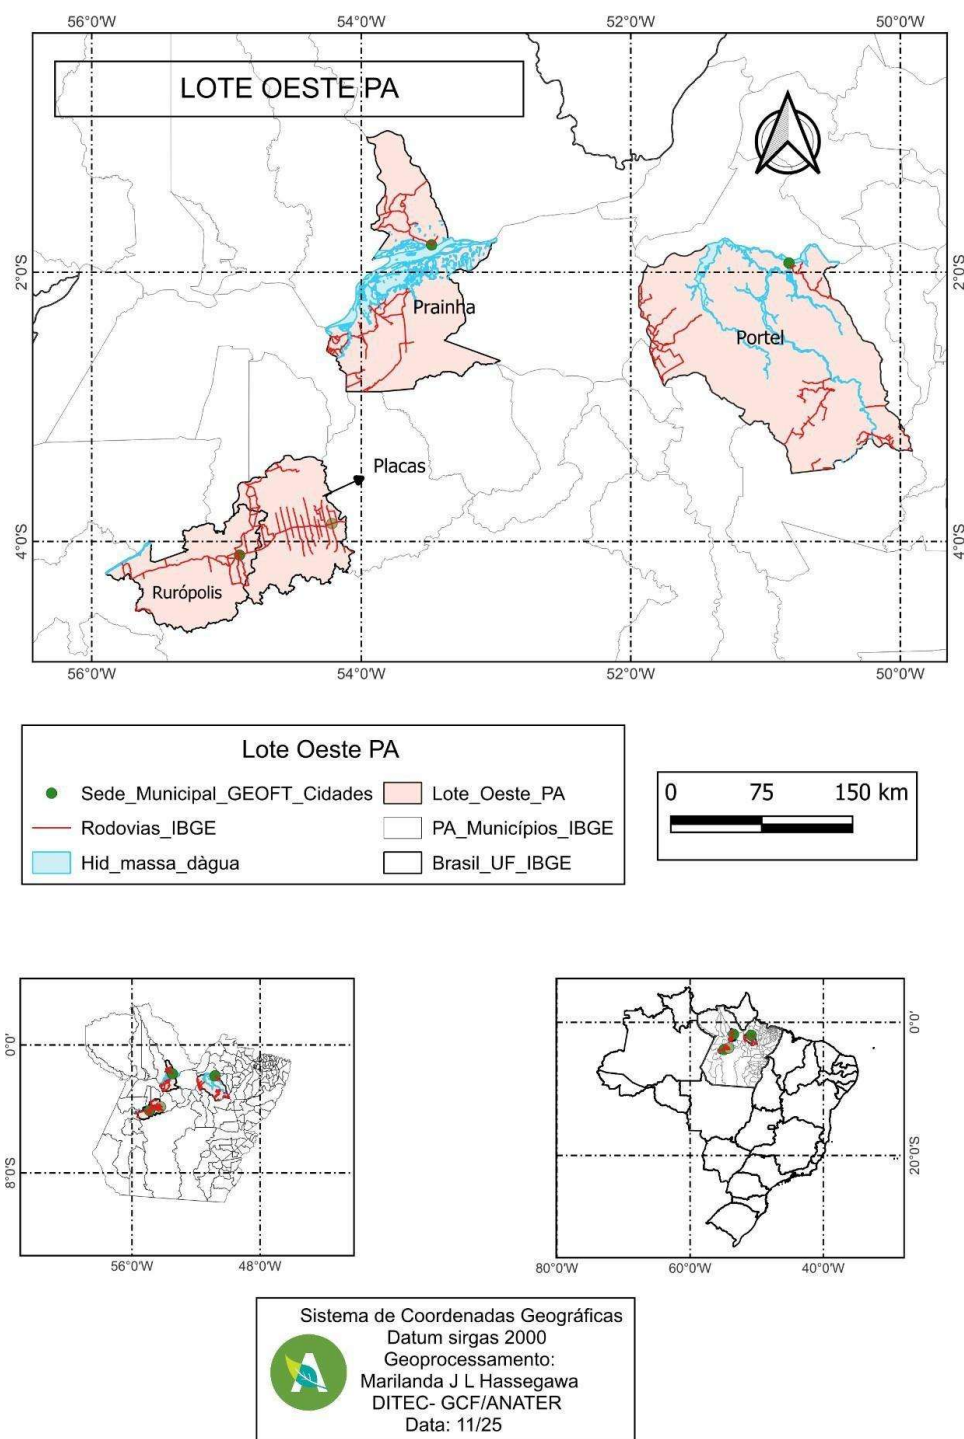 56°0'W 54°0'W 52°0'W 50°0'W
LOTE OESTE PA
2°0'S 2°0'S
Prainha
Portel
Placas
4°0'S 4°0'S
Rurópolis
56°0'W 54°0'W 52°0'W 50°0'W
Lote Oeste PA
Sede_Municipal_GEOFT_Cidades Lote_Oeste_PA
Rodovias_IBGE PA_Municípios_IBGE
Hid_massa_dàgua Brasil_UF_IBGE
0 75 150 km
0°0'
8°0'S
56°0'W 48°0'W
0°0'
20°0'S
80°0'W 60°0'W 40°0'W
Sistema de Coordenadas Geográficas
Datum sirgas 2000
Geoprocessamento:
Marilanda J L Hassegawa
DITEC- GCF/ANATER
Data: 11/25